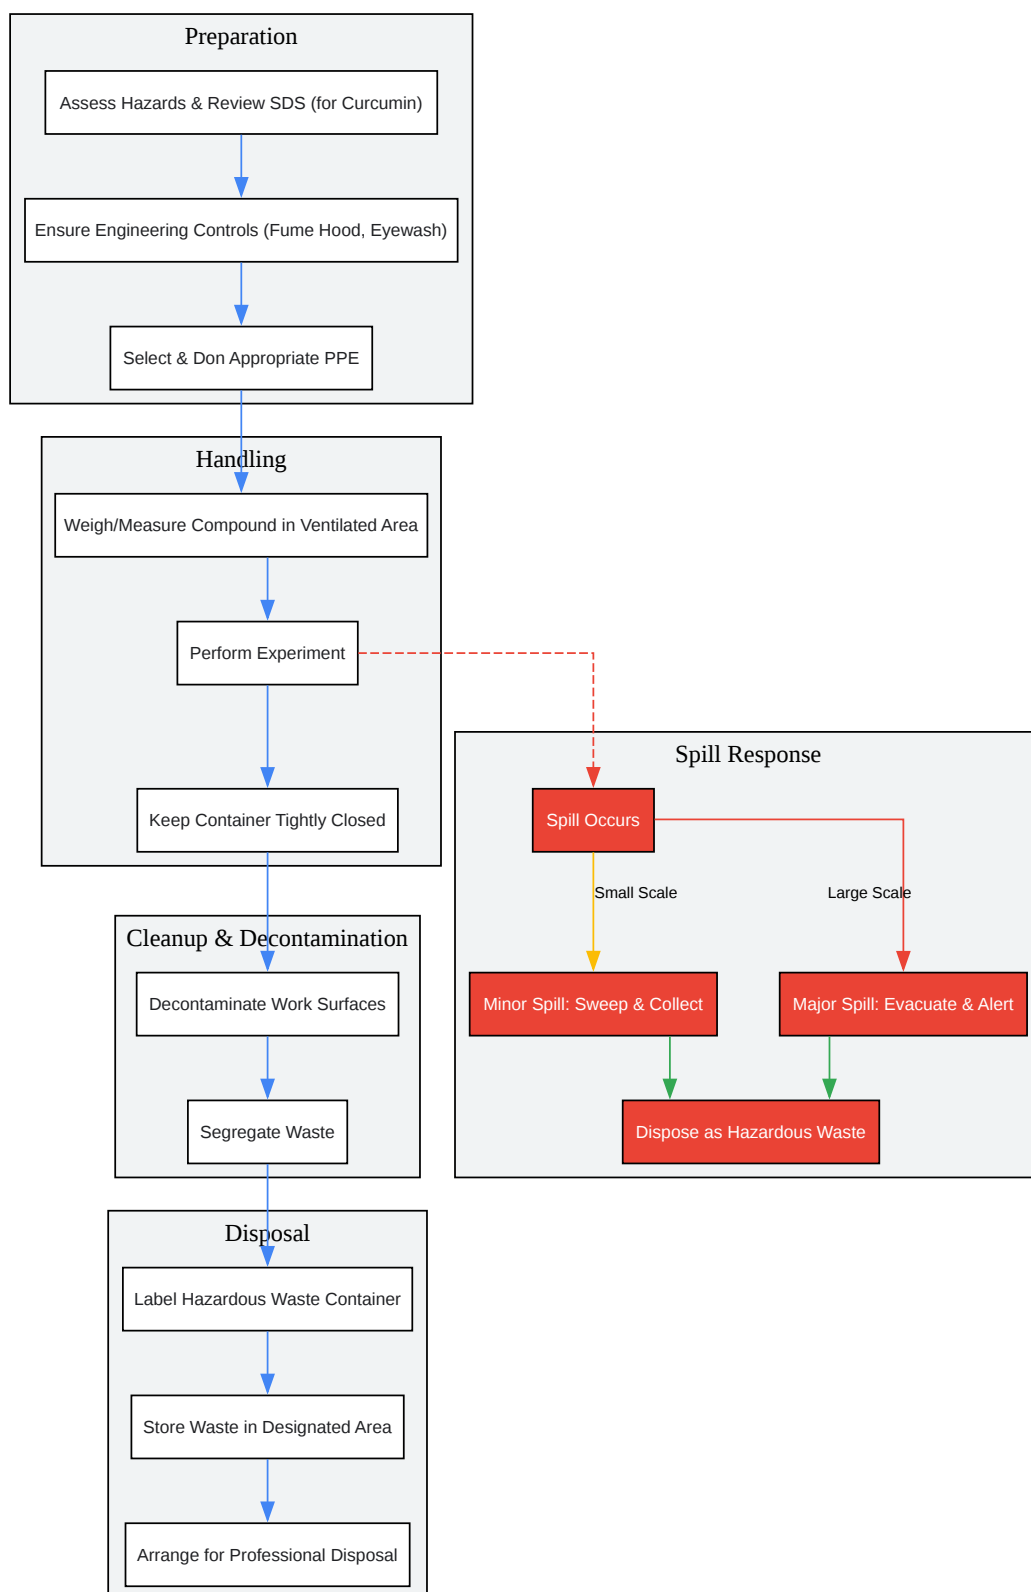 Preparation
Assess Hazards & Review SDS (for Curcumin)
Ensure Engineering Controls (Fume Hood, Eyewash)
Select & Don Appropriate PPE
Handling
Weigh/Measure Compound in Ventilated Area
Perform Experiment
Keep Container Tightly Closed
Spill Response
Spill Occurs
Small Scale
Large Scale
Minor Spill: Sweep & Collect
Major Spill: Evacuate & Alert
Dispose as Hazardous Waste
Cleanup & Decontamination
Decontaminate Work Surfaces
Segregate Waste
Disposal
Label Hazardous Waste Container
Store Waste in Designated Area
Arrange for Professional Disposal